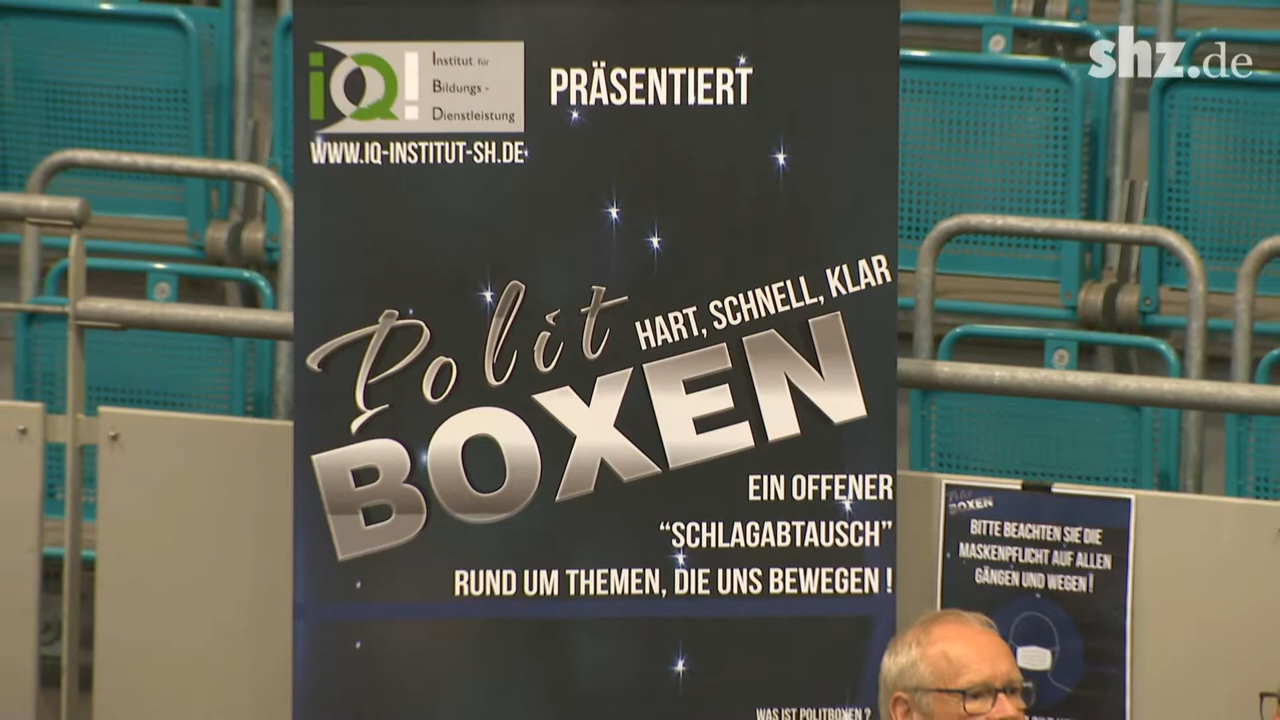 shz.de
iQ!
Institut für
Bildungs -
Dienstleistung
WWW.IQ-INSTITUT-SH.DE
PRÄSENTIERT
Polit
HART, SCHNELL, KLAR
BOXEN
EIN OFFENER
“SCHLAGABTAUSCH”
RUND UM THEMEN, DIE UNS BEWEGEN !
WAS IST POLITBOXEN ?
BOXEN
BITTE BEACHTEN SIE DIE
MASKENPFLICHT AUF ALLEN
GÄNGEN UND WEGEN !